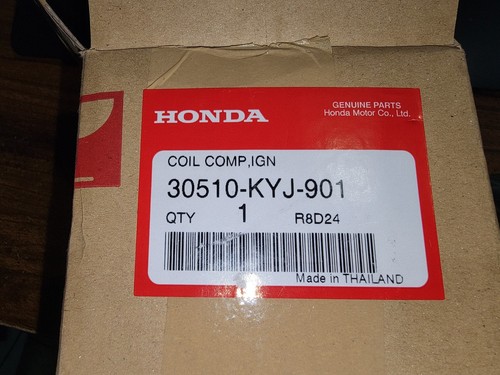 HONDA
GENUINE PARTS
Honda Motor Co., Ltd.
COIL COMP,IGN
30510-KYJ-901
QTY 1 R8D24
Made in THAILAND